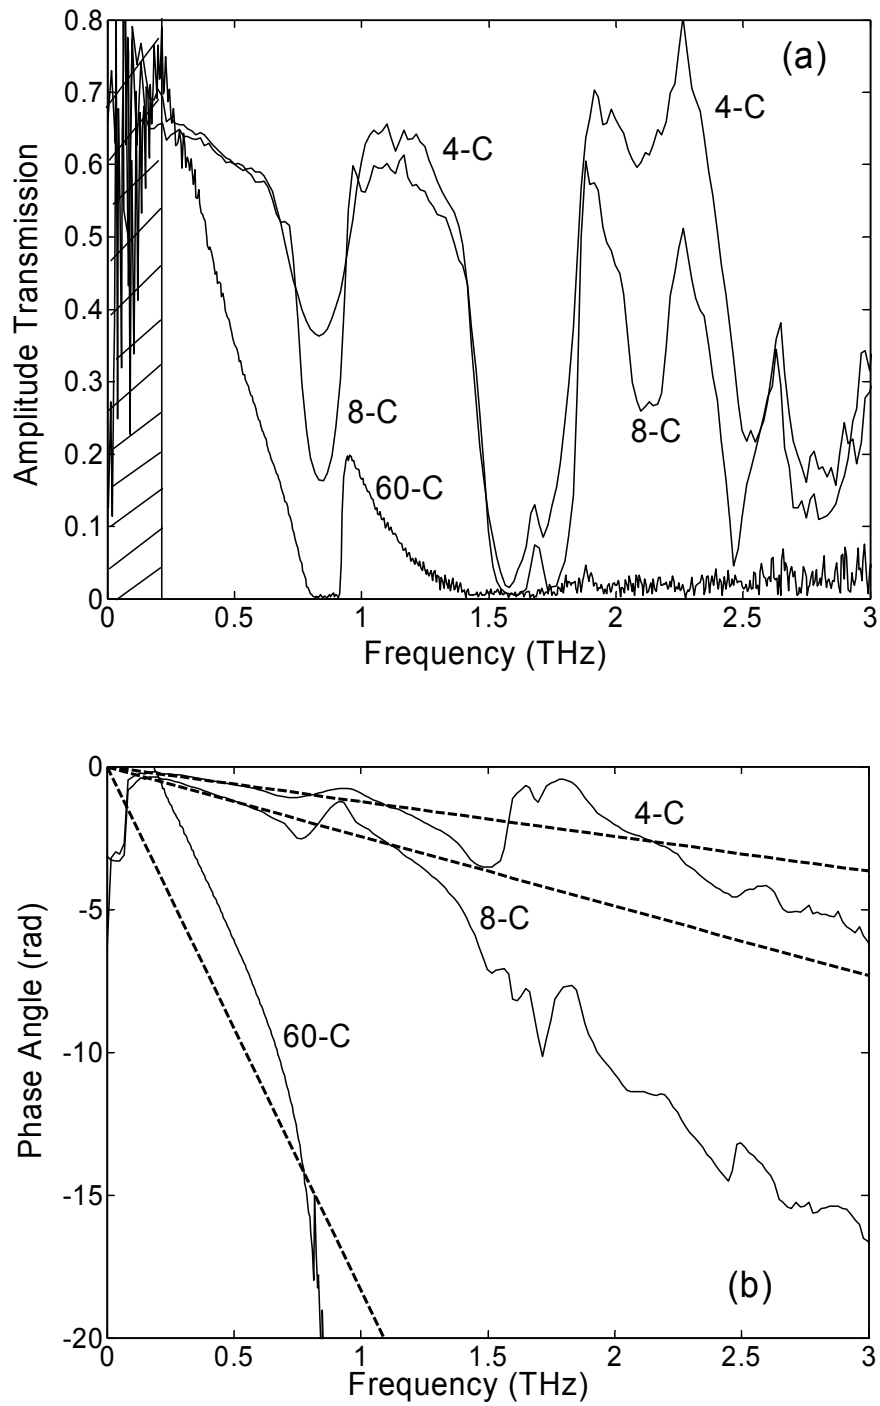 (a)
Amplitude Transmission
0.8
0.7
0.6
0.5
0.4
0.3
0.2
0.1
0
4-C
4-C
8-C
8-C
60-C
0 0.5 1 1.5 2 2.5 3
Frequency (THz)
Phase Angle (rad)
0
-5
-10
-15
-20
4-C
8-C
60-C
(b)
0 0.5 1 1.5 2 2.5 3
Frequency (THz)